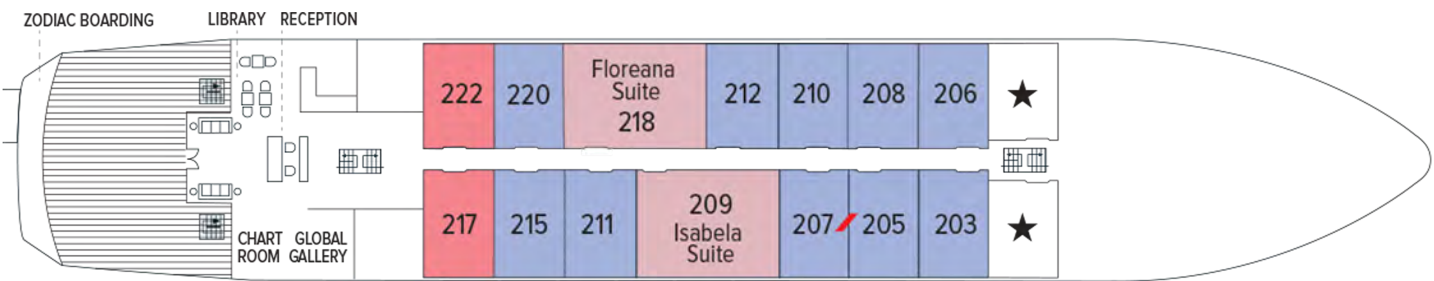 ZODIAC BOARDING
LIBRARY
RECEPTION
222
220
Floreana
Suite
218
212
210
208
206
217
215
211
209
Isabela
Suite
207
205
203
CHART
ROOM
GLOBAL
GALLERY